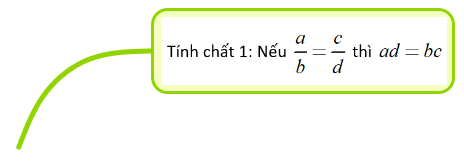 Tính chất 1: Nếu a/b = c/d thì ad = bc